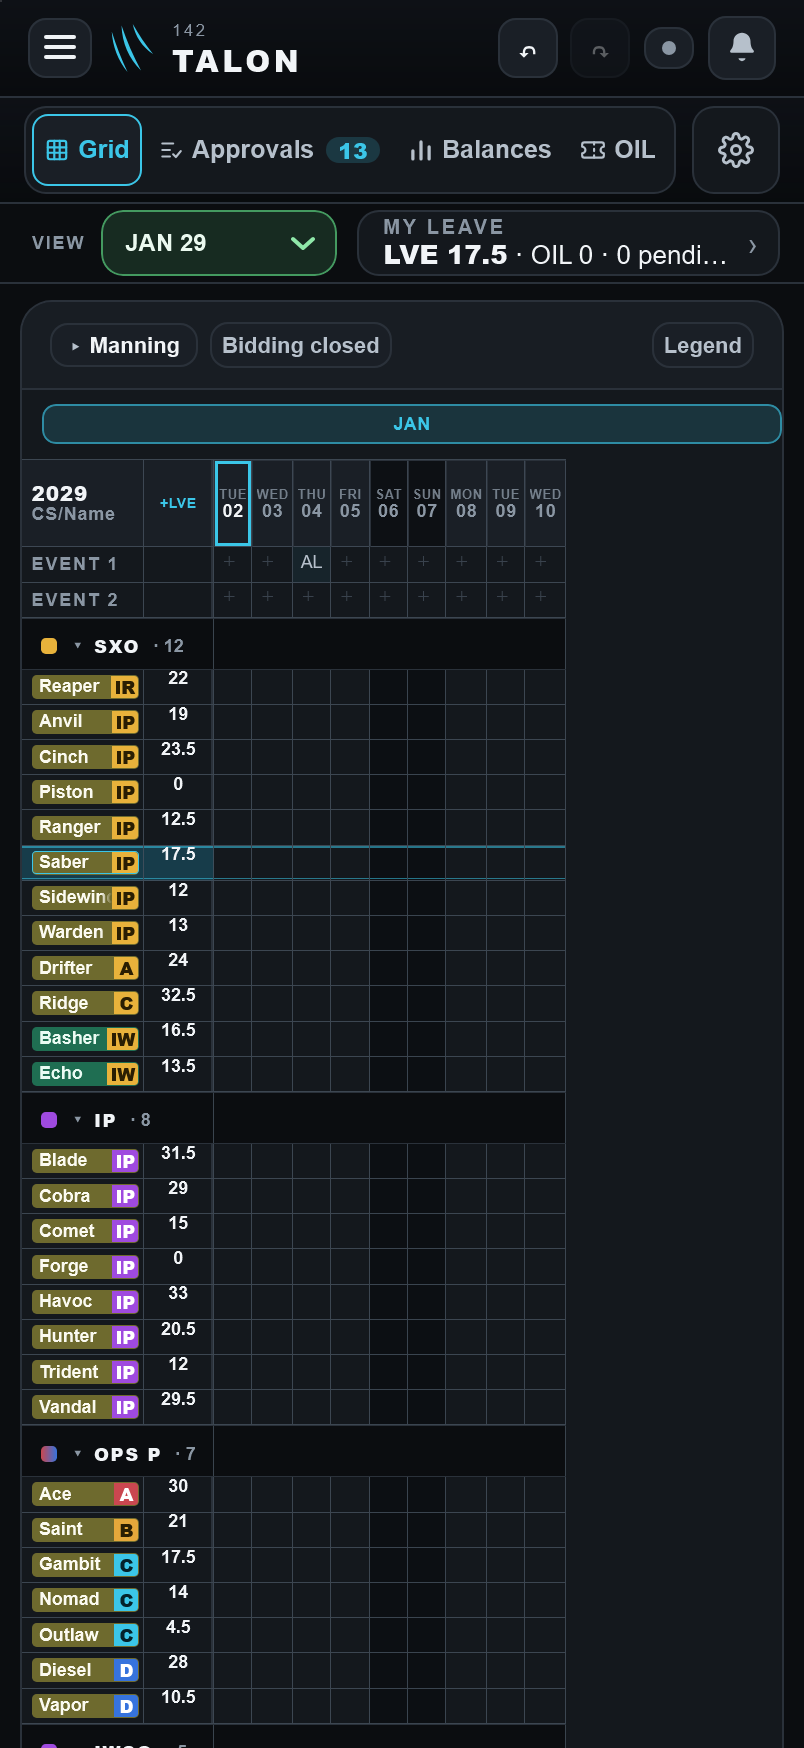 142
TALON
Grid
Approvals 13
Balances
OIL
VIEW
JAN 29
MY LEAVE
LVE 17.5 · OIL 0 · 0 pendi…
Manning
Bidding closed
Legend
JAN
2029
CS/Name
+LVE
TUE 02
WED 03
THU 04
FRI 05
SAT 06
SUN 07
MON 08
TUE 09
WED 10
EVENT 1 + + AL + + + + + +
EVENT 2 + + + + + + + + +
SXO · 12
Reaper IR 22
Anvil IP 19
Cinch IP 23.5
Piston IP 0
Ranger IP 12.5
Saber IP 17.5
Sidewin IP 12
Warden IP 13
Drifter A 24
Ridge C 32.5
Basher IW 16.5
Echo IW 13.5
IP · 8
Blade IP 31.5
Cobra IP 29
Comet IP 15
Forge IP 0
Havoc IP 33
Hunter IP 20.5
Trident IP 12
Vandal IP 29.5
OPS P · 7
Ace A 30
Saint B 21
Gambit C 17.5
Nomad C 14
Outlaw C 4.5
Diesel D 28
Vapor D 10.5